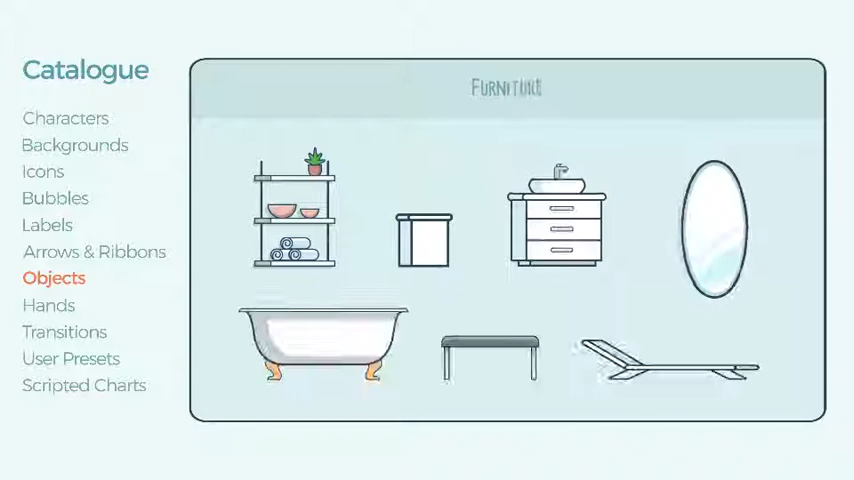 Catalogue
Characters
Backgrounds
Icons
Bubbles
Labels
Arrows & Ribbons
Objects
Hands
Transitions
User Presets
Scripted Charts
Furniture